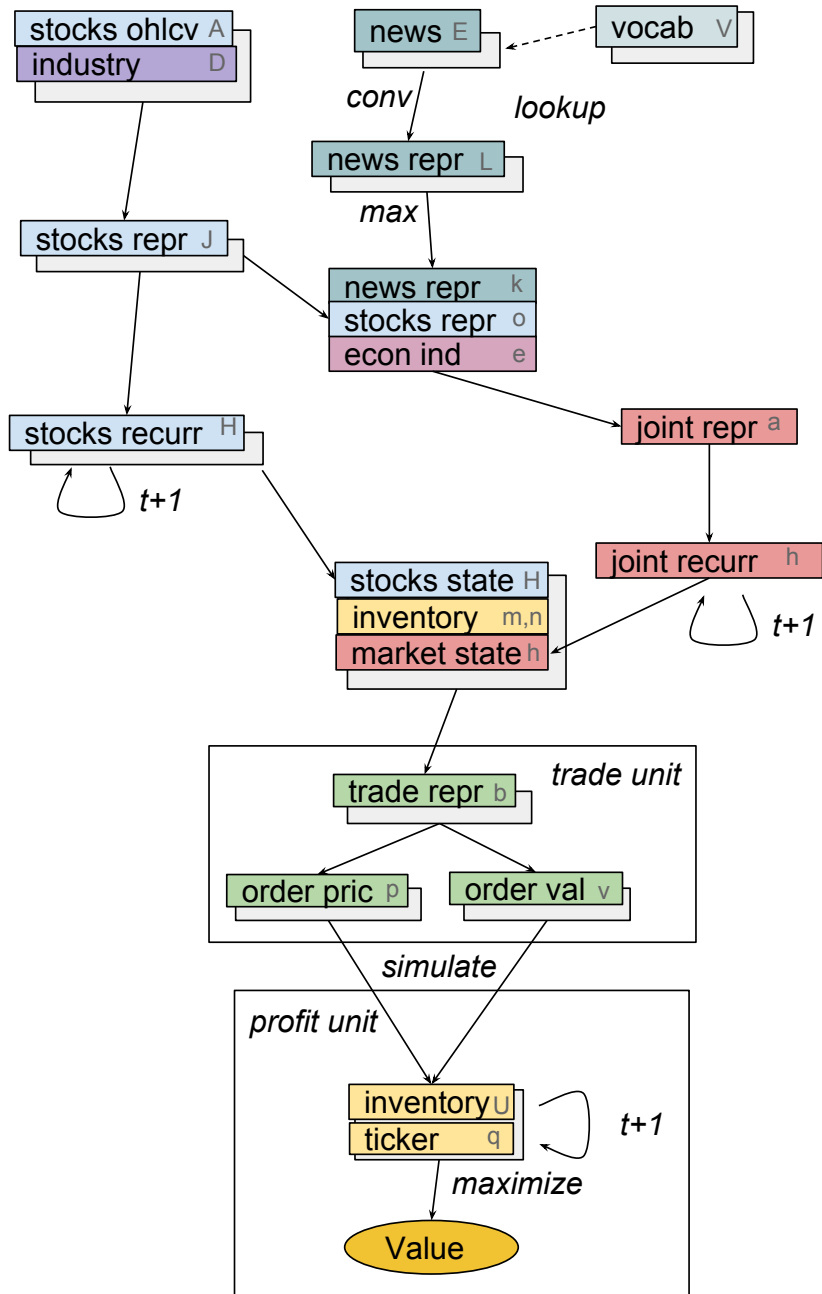 stocks ohlcv A
industry D
news E
vocab V
conv
lookup
news repr L
max
stocks repr J
news repr k
stocks repr o
econ ind e
stocks recurr H
t+1
joint repr a
joint recurr h
t+1
stocks state H
inventory m,n
market state h
trade unit
trade repr b
order pric p
order val v
simulate
profit unit
inventory U
ticker q
t+1
maximize
Value